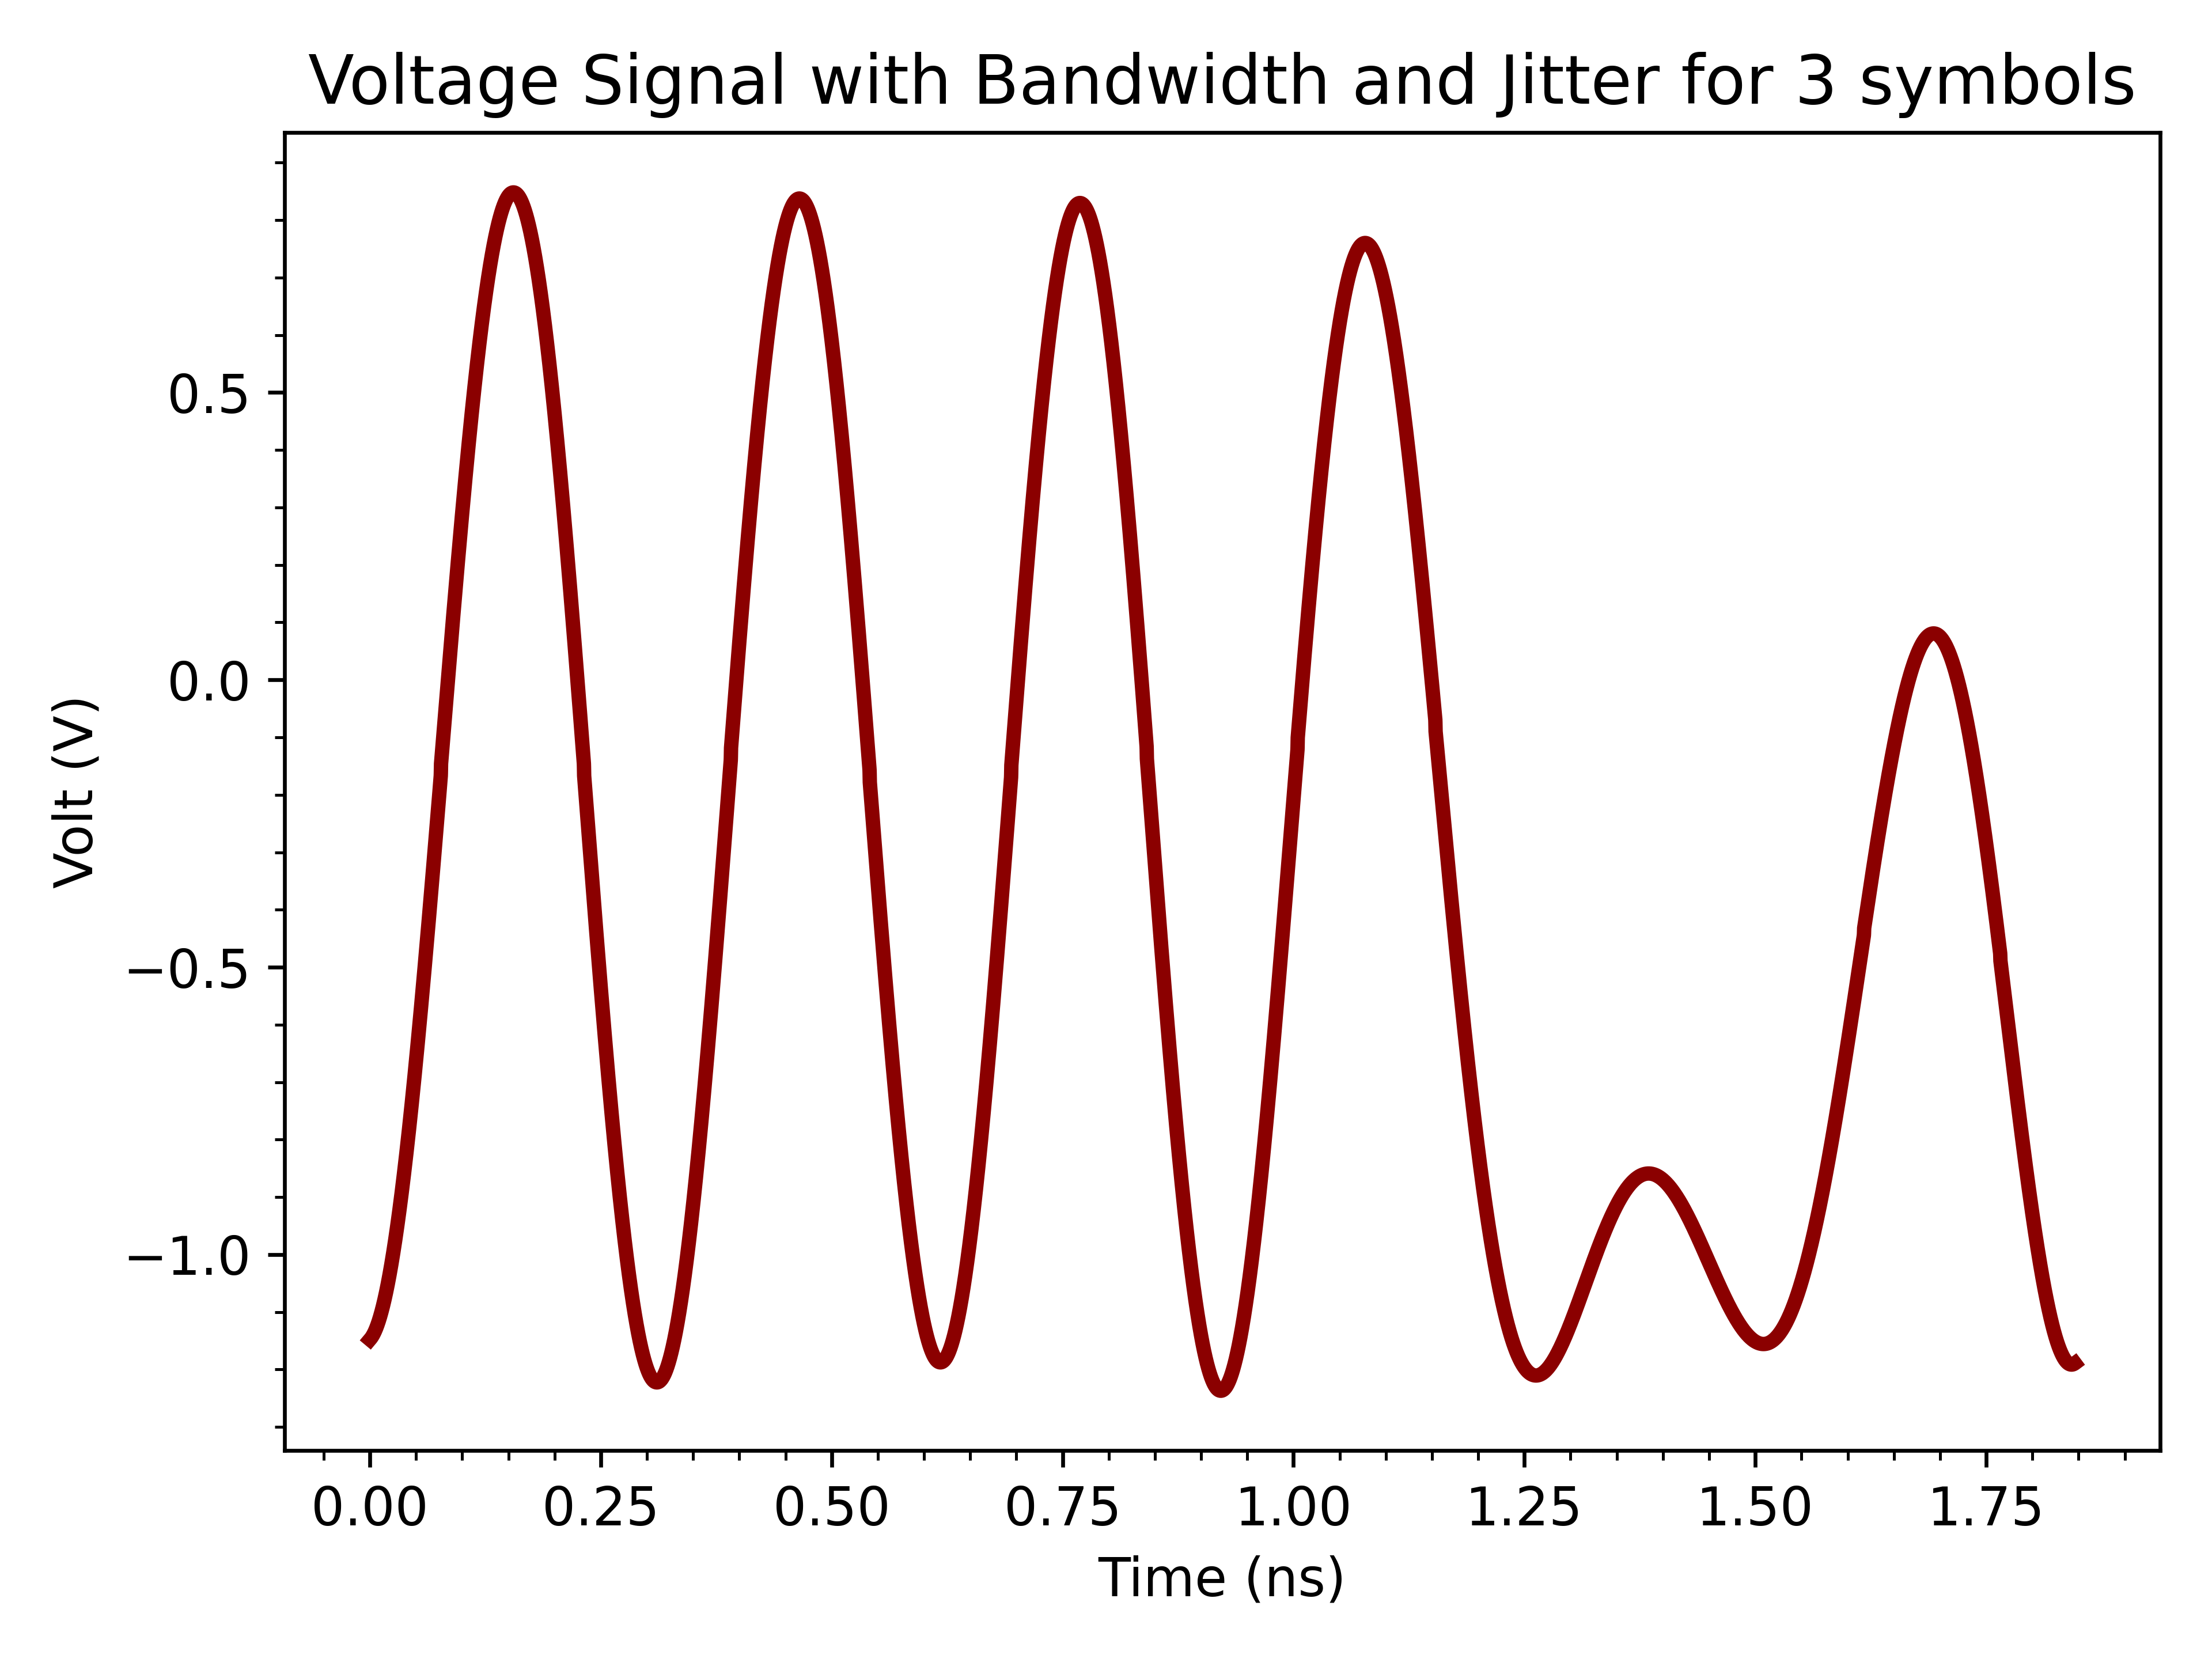 Voltage Signal with Bandwidth and Jitter for 3 symbols
Volt (V)
0.5
0.0
−0.5
−1.0
0.00 0.25 0.50 0.75 1.00 1.25 1.50 1.75
Time (ns)